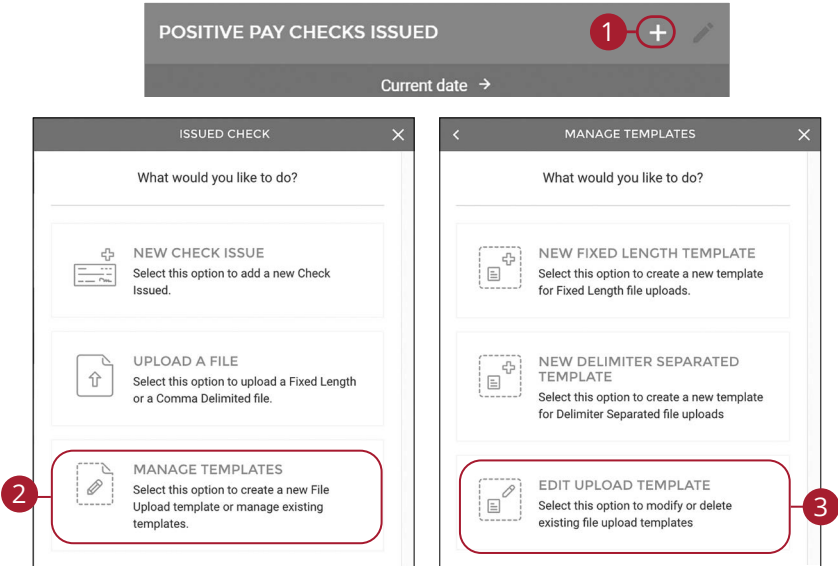 POSITIVE PAY CHECKS ISSUED
1
+
Current date →
ISSUED CHECK
What would you like to do?
NEW CHECK ISSUE
Select this option to add a new Check
Issued.
UPLOAD A FILE
Select this option to upload a Fixed Length
or a Comma Delimited file.
2
MANAGE TEMPLATES
Select this option to create a new File
Upload template or manage existing
templates.
MANAGE TEMPLATES
What would you like to do?
NEW FIXED LENGTH TEMPLATE
Select this option to create a new template
for Fixed Length file uploads.
NEW DELIMITER SEPARATED
TEMPLATE
Select this option to create a new template
for Delimiter Separated file uploads
EDIT UPLOAD TEMPLATE
Select this option to modify or delete
existing file upload templates
3